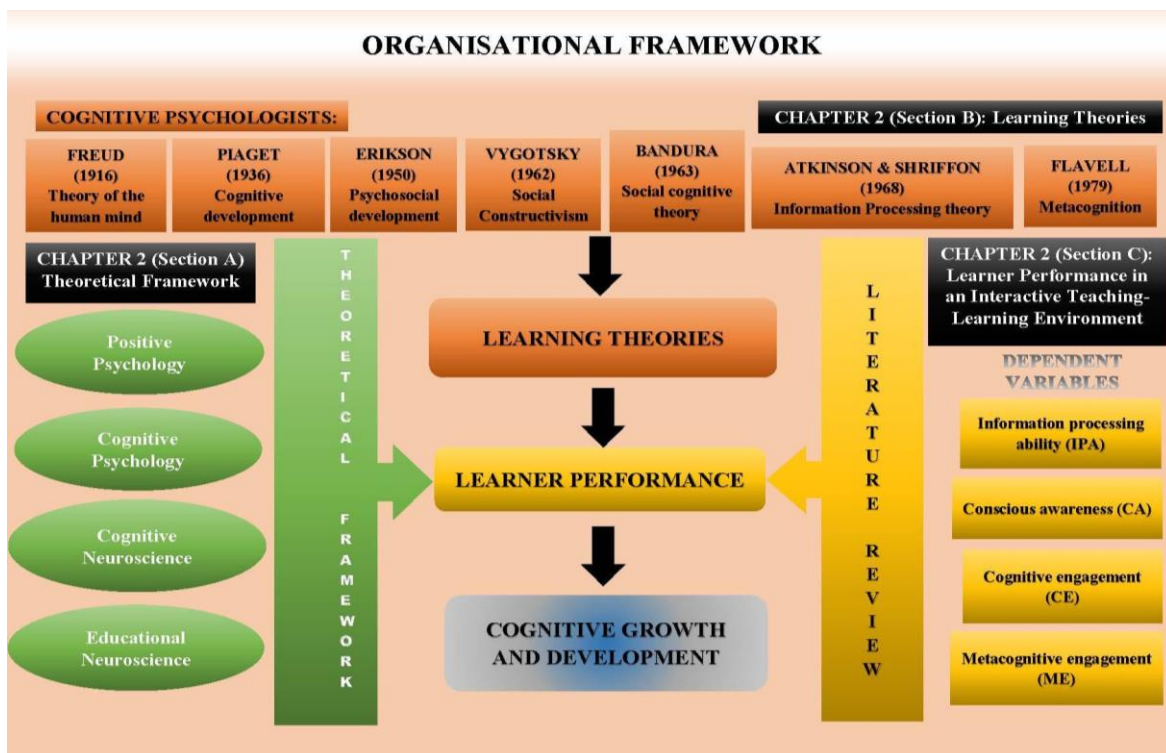 ORGANISATIONAL FRAMEWORK
COGNITIVE PSYCHOLOGISTS:
CHAPTER 2 (Section B): Learning Theories
FREUD
(1916)
Theory of the
human mind
PIAGET
(1936)
Cognitive
development
ERIKSON
(1950)
Psychosocial
development
VYGOTSKY
(1962)
Social
Constructivism
BANDURA
(1963)
Social cognitive
theory
ATKINSON & SHRIFFON
(1968)
Information Processing theory
FLAVELL
(1979)
Metacognition
CHAPTER 2 (Section A)
Theoretical Framework
Positive
Psychology
Cognitive
Psychology
Cognitive
Neuroscience
Educational
Neuroscience
THEORETICAL FRAMEWORK
LEARNING THEORIES
LEARNER PERFORMANCE
COGNITIVE GROWTH
AND DEVELOPMENT
LITERATURE REVIEW
CHAPTER 2 (Section C):
Learner Performance in
an Interactive Teaching-
Learning Environment
DEPENDENT
VARIABLES
Information processing
ability (IPA)
Conscious awareness (CA)
Cognitive engagement
(CE)
Metacognitive engagement
(ME)